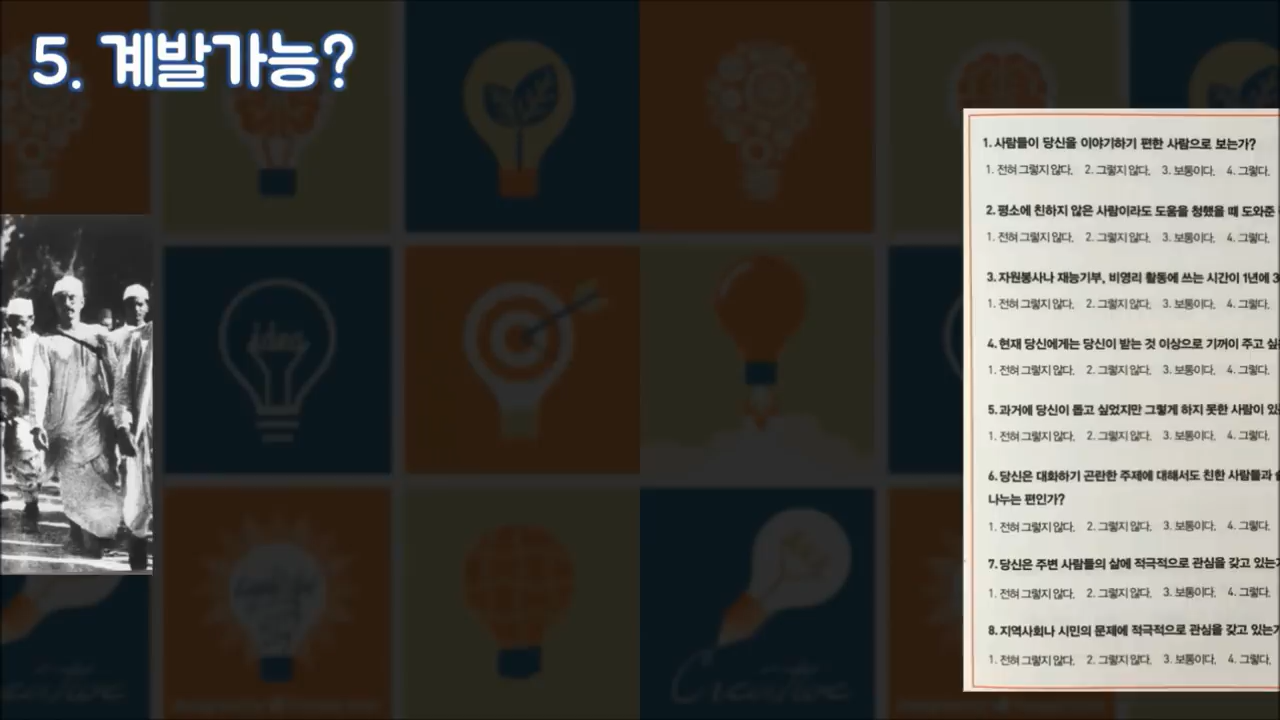 5. 계발가능?
1. 사람들이 당신을 이야기하기 편한 사람으로 보는가?
1. 전혀 그렇지 않다. 2. 그렇지 않다. 3. 보통이다. 4. 그렇다.
2. 평소에 친하지 않은 사람이라도 도움을 청했을 때 도와준
1. 전혀 그렇지 않다. 2. 그렇지 않다. 3. 보통이다. 4. 그렇다.
3. 자원봉사나 재능기부, 비영리 활동에 쓰는 시간이 1년에 3
1. 전혀 그렇지 않다. 2. 그렇지 않다. 3. 보통이다. 4. 그렇다.
4. 현재 당신에게는 당신이 받는 것 이상으로 기꺼이 주고
1. 전혀 그렇지 않다. 2. 그렇지 않다. 3. 보통이다. 4. 그렇다.
5. 과거에 당신이 돕고 싶었지만 그렇게 하지 못한 사람이
1. 전혀 그렇지 않다. 2. 그렇지 않다. 3. 보통이다. 4. 그렇다.
6. 당신은 대화하기 곤란한 주제에 대해서도 친한 사람들과
나누는 편인가?
1. 전혀 그렇지 않다. 2. 그렇지 않다. 3. 보통이다. 4. 그렇다.
7. 당신은 주변 사람들의 삶에 적극적으로 관심을 갖고
1. 전혀 그렇지 않다. 2. 그렇지 않다. 3. 보통이다. 4. 그렇다.
8. 지역사회나 시민의 문제에 적극적으로 관심을 갖고
1. 전혀 그렇지 않다. 2. 그렇지 않다. 3. 보통이다. 4. 그렇다.
idea
Creative